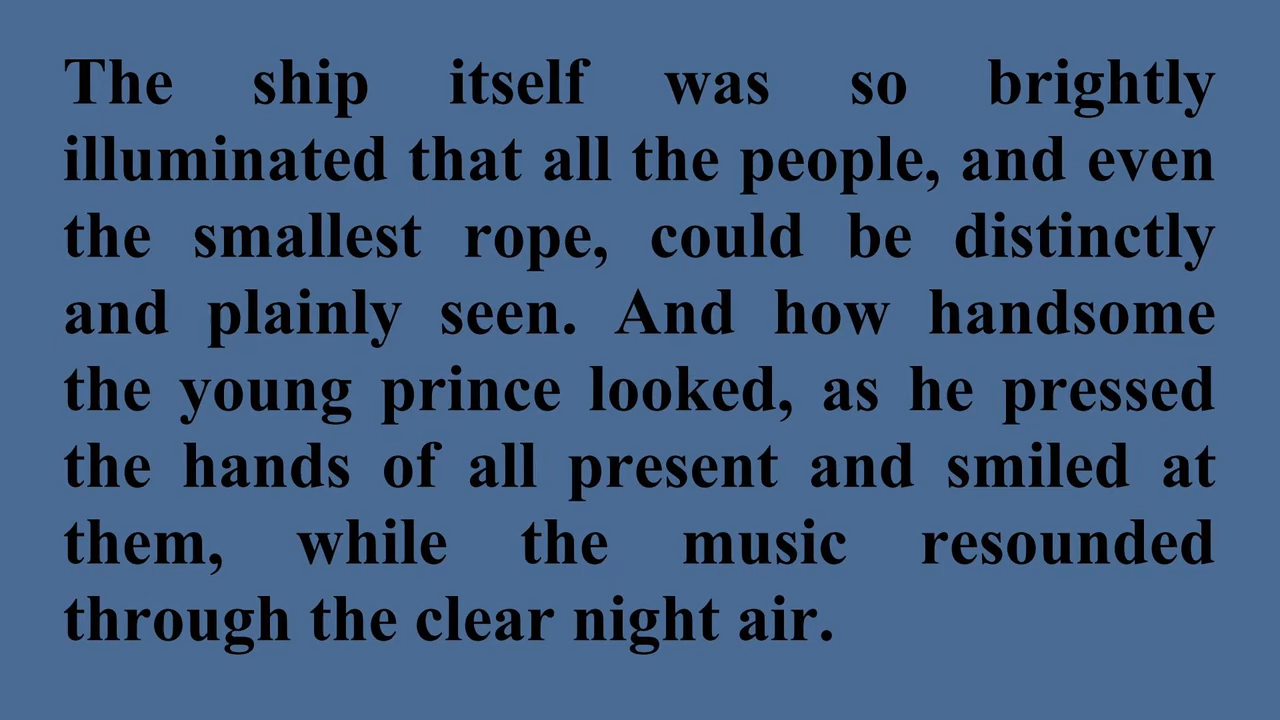 The ship itself was so brightly
illuminated that all the people, and even
the smallest rope, could be distinctly
and plainly seen. And how handsome
the young prince looked, as he pressed
the hands of all present and smiled at
them, while the music resounded
through the clear night air.